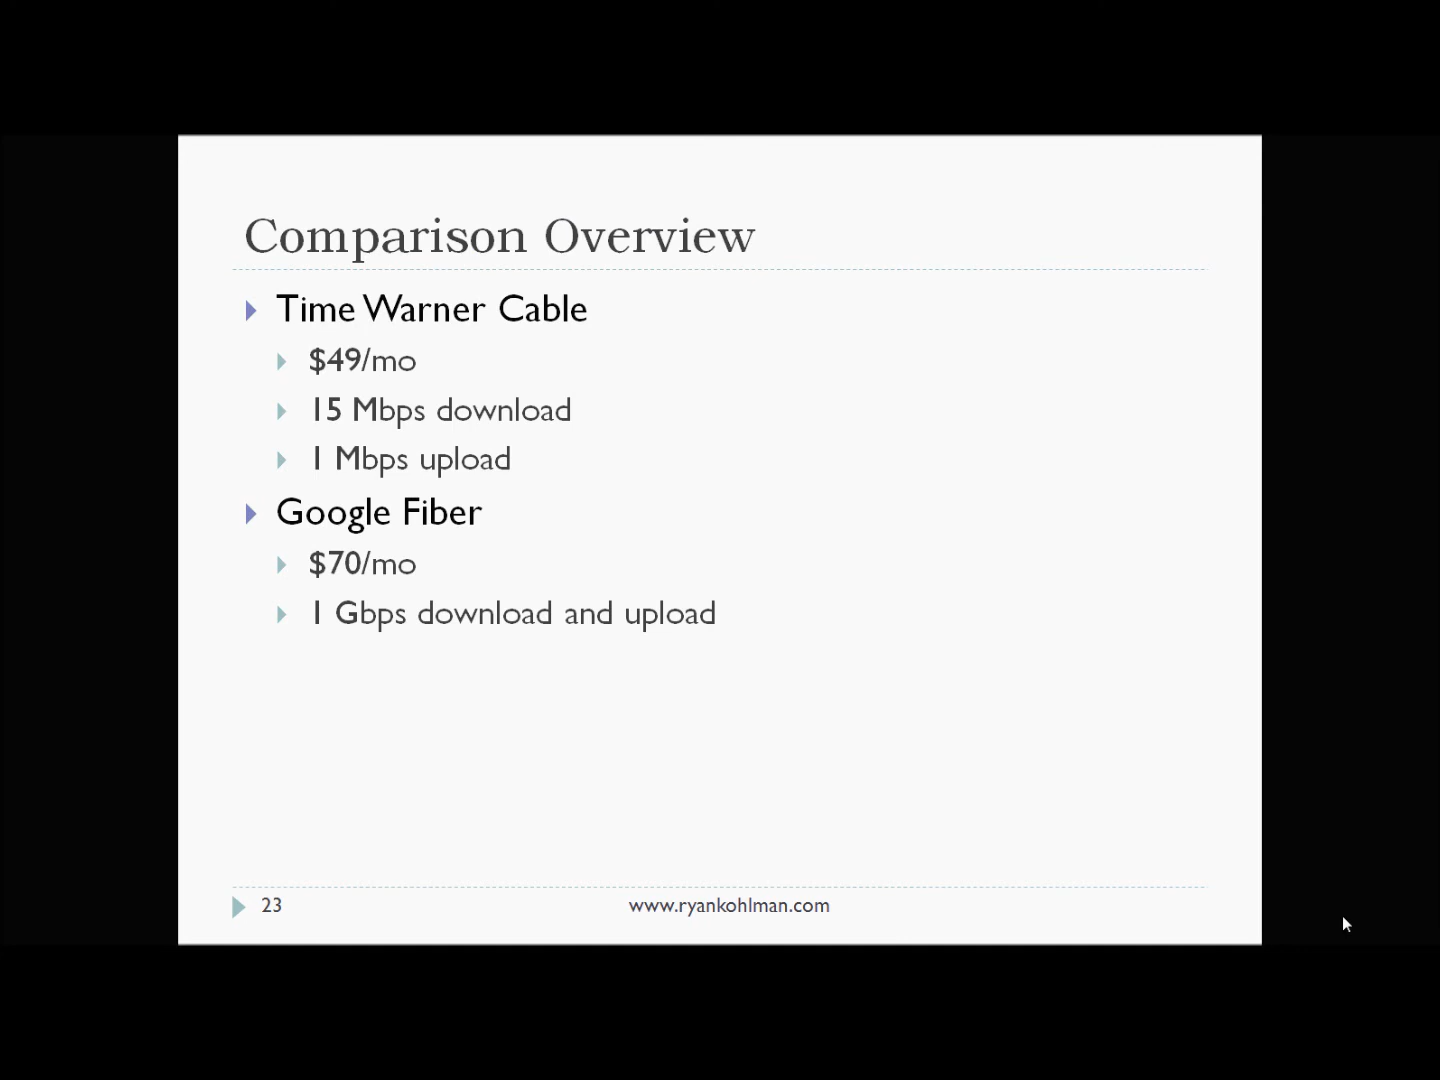 Comparison Overview
Time Warner Cable
$49/mo
15 Mbps download
1 Mbps upload
Google Fiber
$70/mo
1 Gbps download and upload
23
www.ryankohlman.com